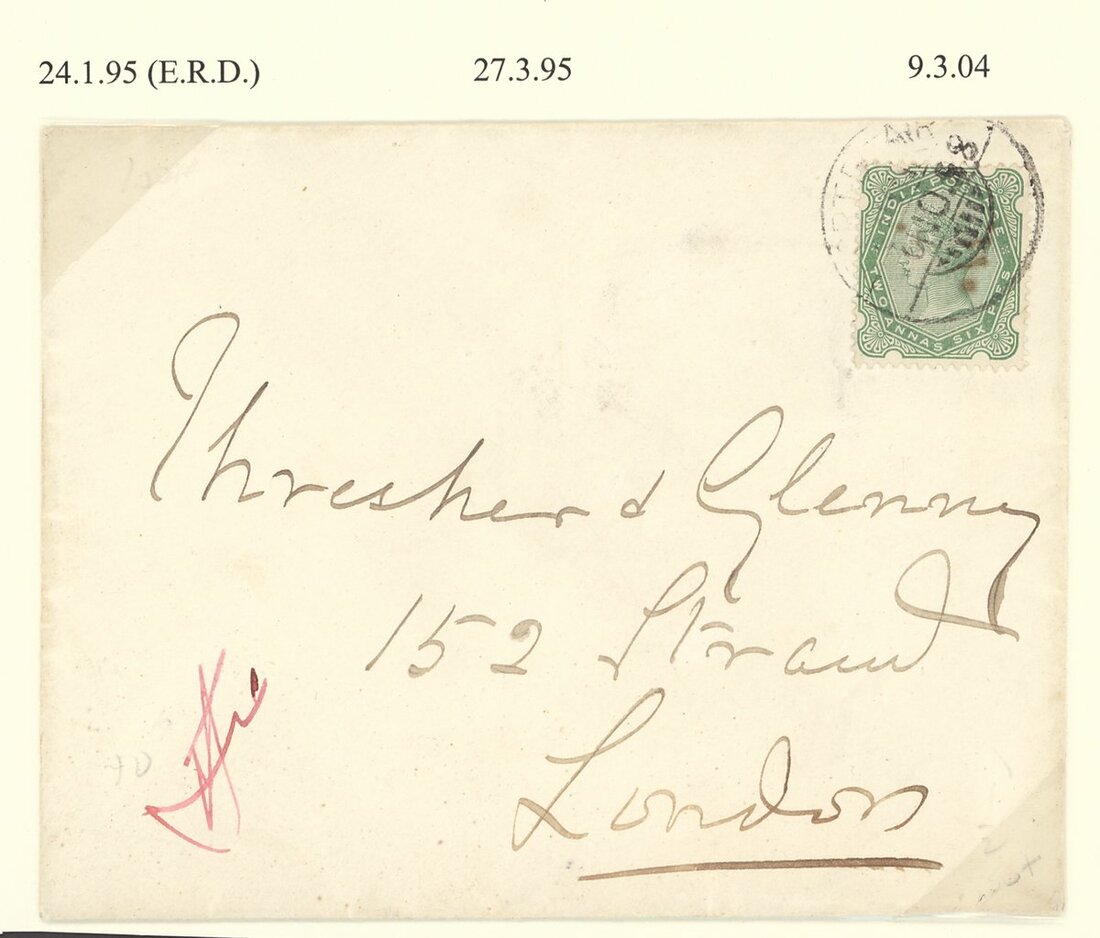 24.1.95 (E.R.D.) 27.3.95 9.3.04
INDIA POSTAGE
TWO ANNAS SIX PIES
Thresher & Glenny
152 Strand
London